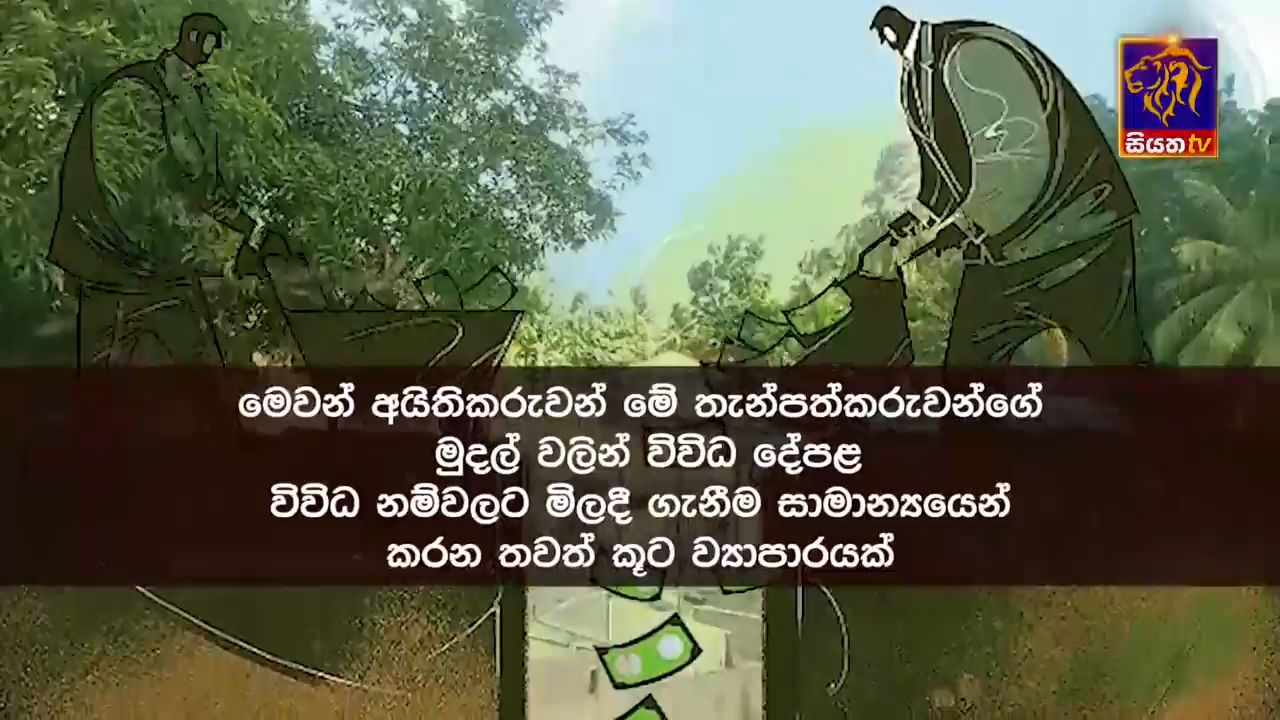 සියත tv
මෙවන් අයිතිකරුවන් මේ තැන්පත්කරුවන්ගේ
මුදල් වලින් විවිධ දේපළ
විවිධ නම්වලට මිලදී ගැනීම සාමාන්‍යයෙන්
කරන තවත් කූට ව්‍යාපාරයක්